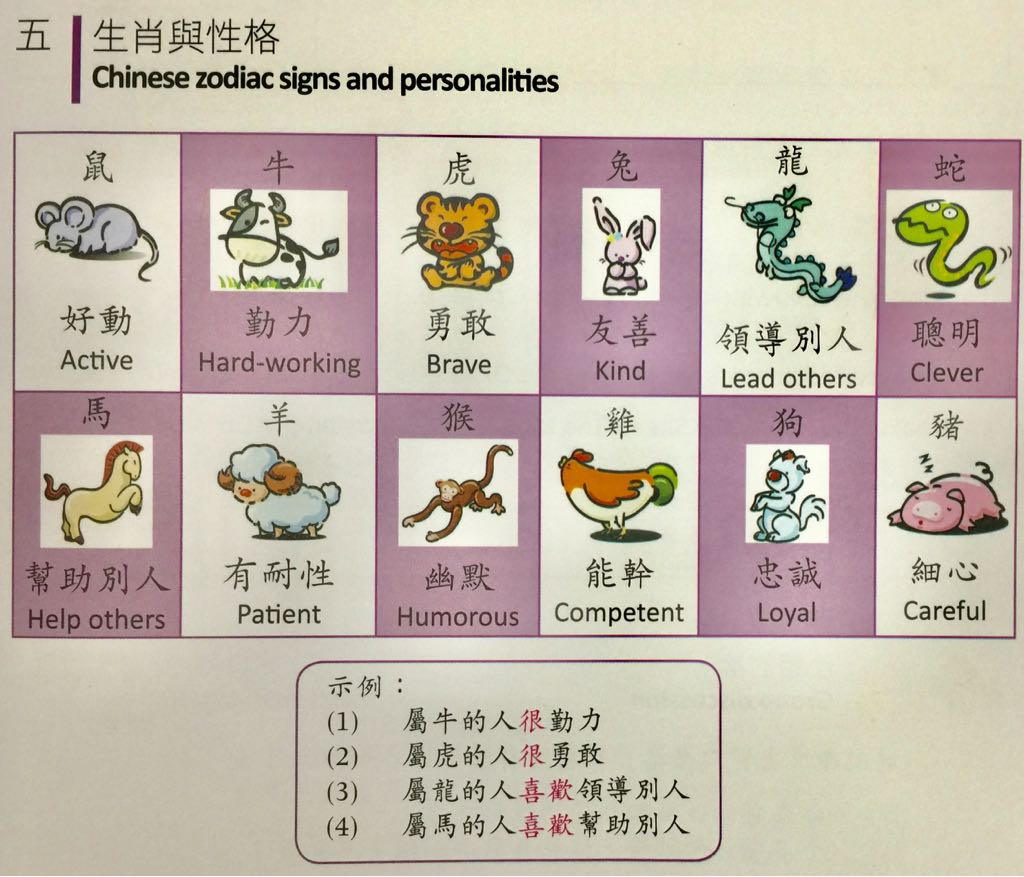 五
生肖與性格
Chinese zodiac signs and personalities
鼠
好動
Active
牛
勤力
Hard-working
虎
勇敢
Brave
兔
友善
Kind
龍
領導別人
Lead others
蛇
聰明
Clever
馬
幫助別人
Help others
羊
有耐性
Patient
猴
幽默
Humorous
雞
能幹
Competent
狗
忠誠
Loyal
豬
細心
Careful
示例：
(1) 屬牛的人很勤力
(2) 屬虎的人很勇敢
(3) 屬龍的人喜歡領導別人
(4) 屬馬的人喜歡幫助別人